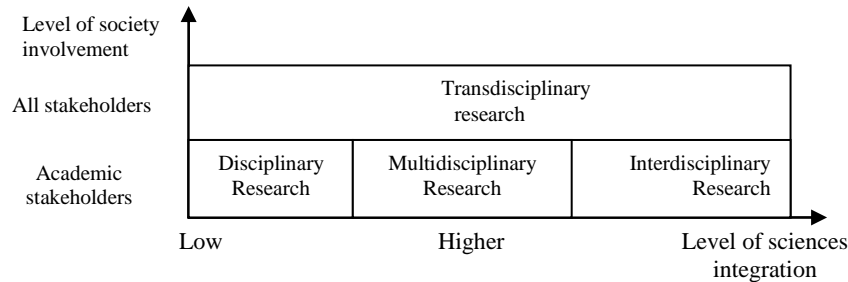 Level of society
involvement
All stakeholders
Transdisciplinary
research
Academic
stakeholders
Disciplinary
Research
Multidisciplinary
Research
Interdisciplinary
Research
Low
Higher
Level of sciences
integration